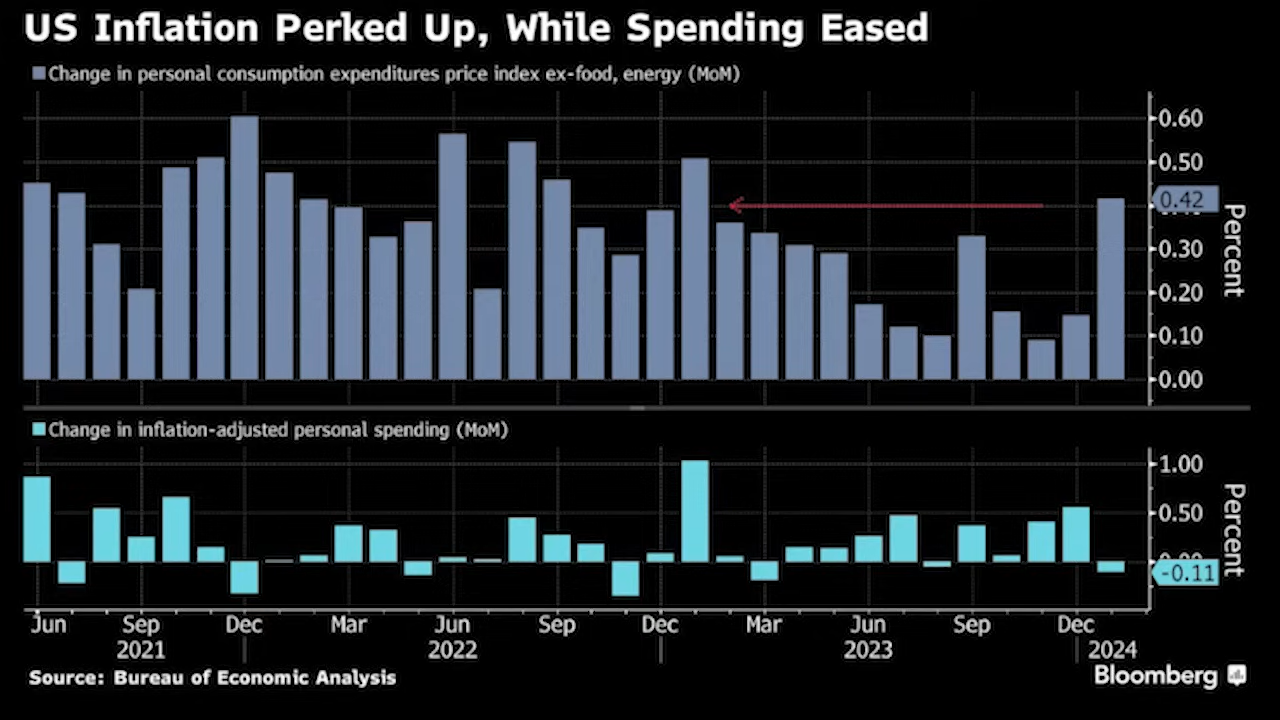 US Inflation Perked Up, While Spending Eased
Change in personal consumption expenditures price index ex-food, energy (MoM)
0.60
0.50
0.42
0.30
0.20
0.10
0.00
Percent
Change in inflation-adjusted personal spending (MoM)
1.00
0.50
-0.11
Percent
Jun Sep Dec Mar Jun Sep Dec Mar Jun Sep Dec
2021 2022 2023 2024
Source: Bureau of Economic Analysis
Bloomberg